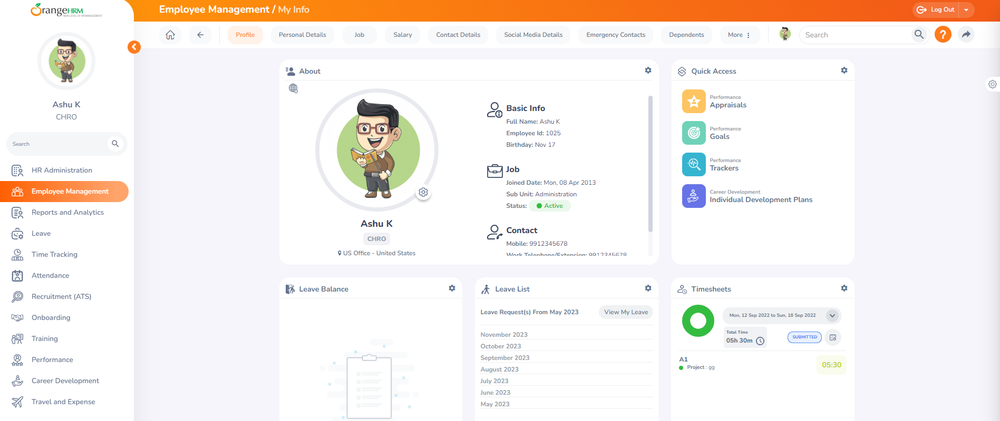 OrangeHRM
NEW LEVEL OF HR MANAGEMENT
Ashu K
CHRO
Search
HR Administration
Employee Management
Reports and Analytics
Leave
Time Tracking
Attendance
Recruitment (ATS)
Onboarding
Training
Performance
Career Development
Travel and Expense
Employee Management / My Info
Log Out
Profile
Personal Details
Job
Salary
Contact Details
Social Media Details
Emergency Contacts
Dependents
More
Search
?
About
Ashu K
CHRO
US Office - United States
Basic Info
Full Name: Ashu K
Employee Id: 1025
Birthday: Nov 17
Job
Joined Date: Mon, 08 Apr 2013
Sub Unit: Administration
Status: Active
Contact
Mobile: 9912345678
Work Telephone/Extension: 9912345678
Quick Access
Performance
Appraisals
Performance
Goals
Performance
Trackers
Career Development
Individual Development Plans
Leave Balance
Leave List
Leave Request(s) From May 2023
View My Leave
November 2023
October 2023
September 2023
August 2023
July 2023
June 2023
May 2023
Timesheets
Mon, 12 Sep 2022 to Sun, 18 Sep 2022
Total Time
05h 30m
SUBMITTED
A1
Project : gg
05:30